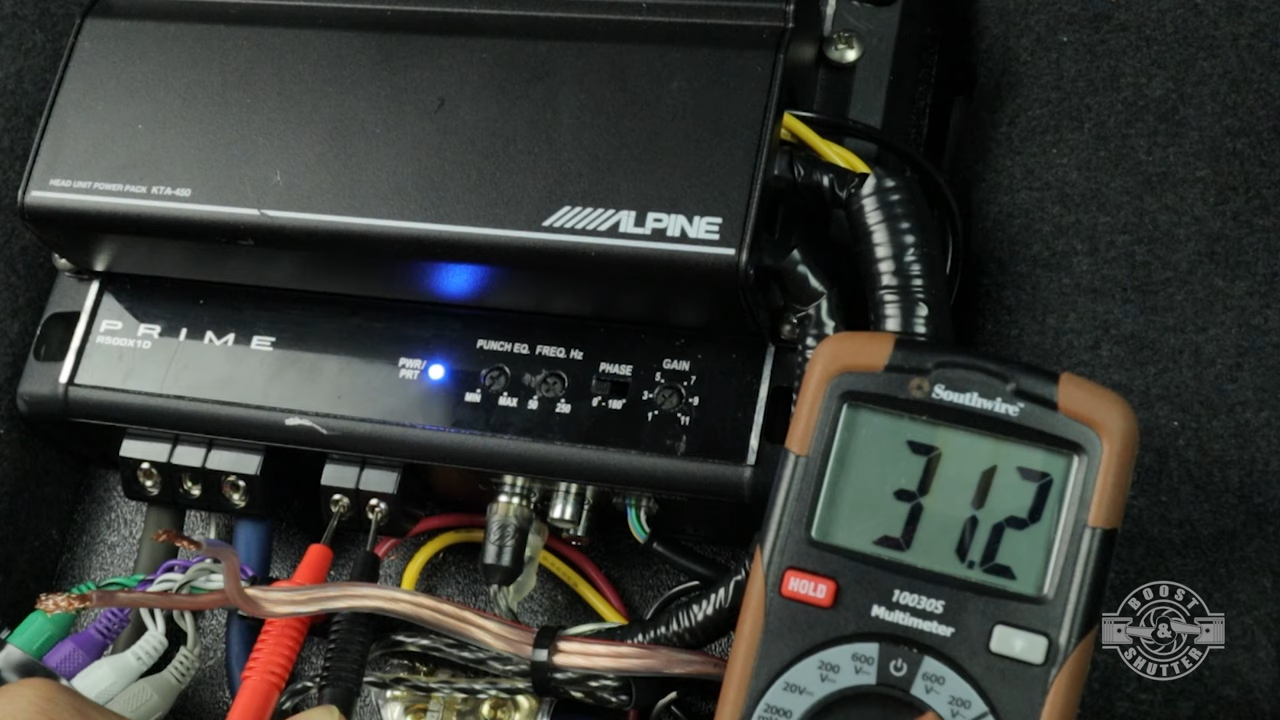 HEAD UNIT POWER PACK KTA-450
ALPINE
PRIME
R500X1D
PWR/
PRT
PUNCH EQ. FREQ. Hz
MIN MAX 50 250
PHASE
0° - 180°
GAIN
5 7
3 9
1 11
Southwire™
31.2
HOLD
10030S
Multimeter
600
V~
200
V~
20V
2000
600
V
200
BOOST
&
SHUTTER